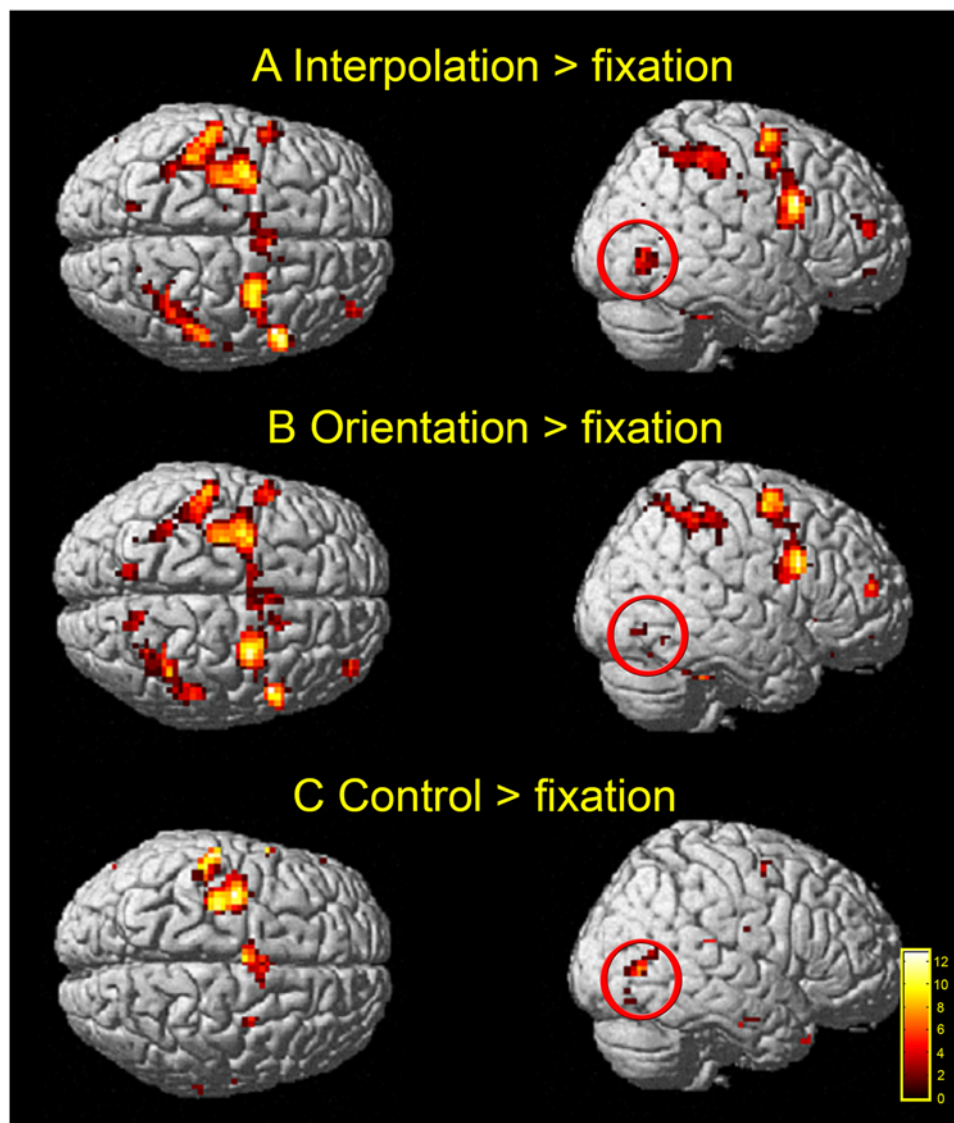 A Interpolation > fixation
B Orientation > fixation
C Control > fixation
12
10
8
6
4
2
0